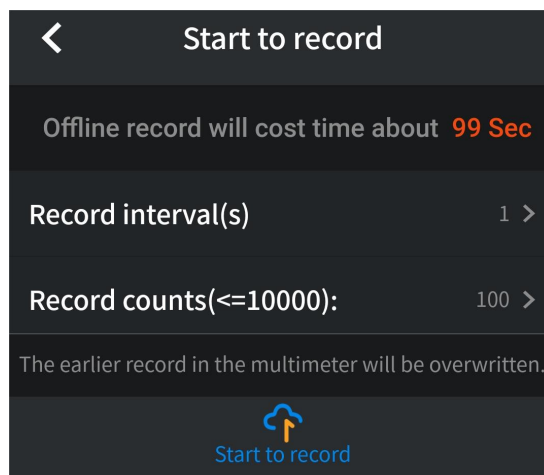 Start to record
Offline record will cost time about 99 Sec
Record interval(s) 1
Record counts(<=10000): 100
The earlier record in the multimeter will be overwritten.
Start to record